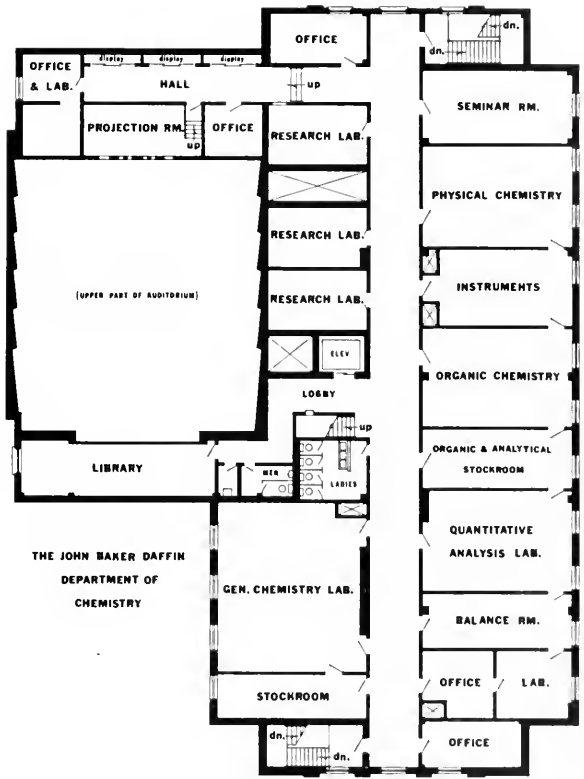 OFFICE
dn.
dn.
OFFICE
& LAB.
display
display
display
HALL
up
SEMINAR RM.
PROJECTION RM.
up
OFFICE
RESEARCH LAB.
PHYSICAL CHEMISTRY
RESEARCH LAB.
(UPPER PART OF AUDITORIUM)
INSTRUMENTS
RESEARCH LAB.
ELEV
ORGANIC CHEMISTRY
LOBBY
up
LIBRARY
MEN
LADIES
ORGANIC & ANALYTICAL
STOCKROOM
QUANTITATIVE
ANALYSIS LAB.
THE JOHN BAKER DAFFIN
DEPARTMENT OF
CHEMISTRY
GEN. CHEMISTRY LAB.
BALANCE RM.
OFFICE
LAB.
STOCKROOM
dn.
dn.
OFFICE